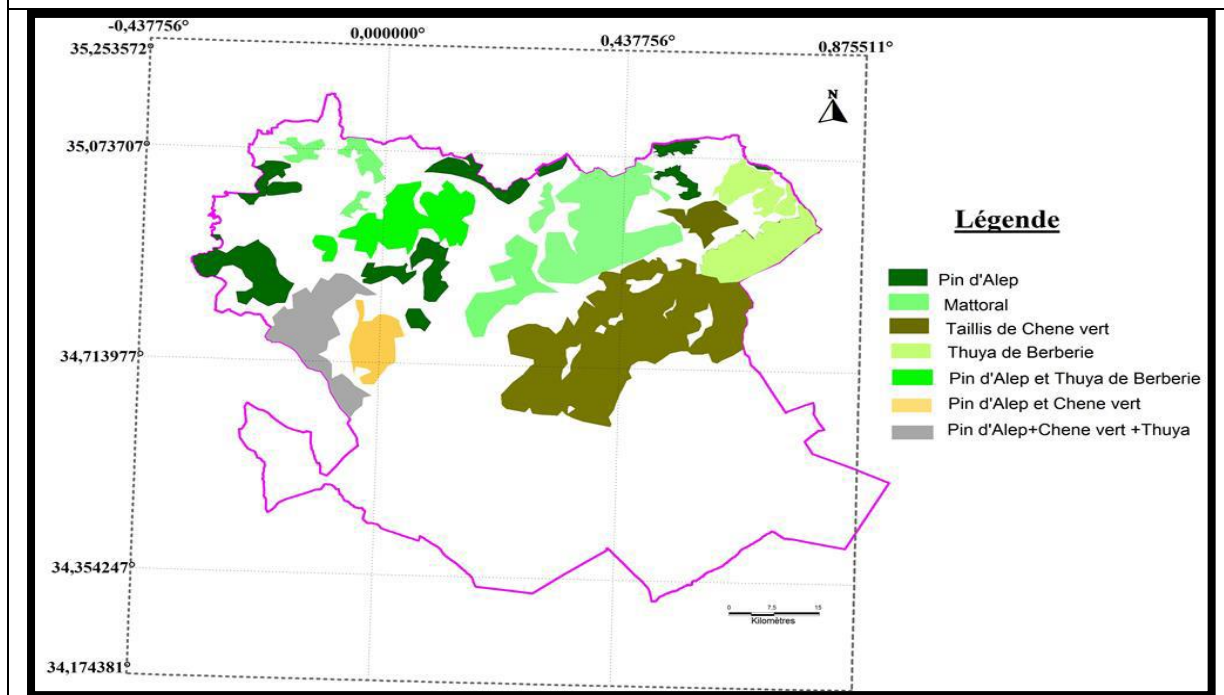 -0,437756° 0,000000° 0,437756° 0,875511°
35,253572°
N
35,073707°
34,713977°
34,354247°
34,174381°
Légende
Pin d'Alep
Mattoral
Taillis de Chene vert
Thuya de Berberie
Pin d'Alep et Thuya de Berberie
Pin d'Alep et Chene vert
Pin d'Alep+Chene vert +Thuya
0 7,5 15
Kilomètres